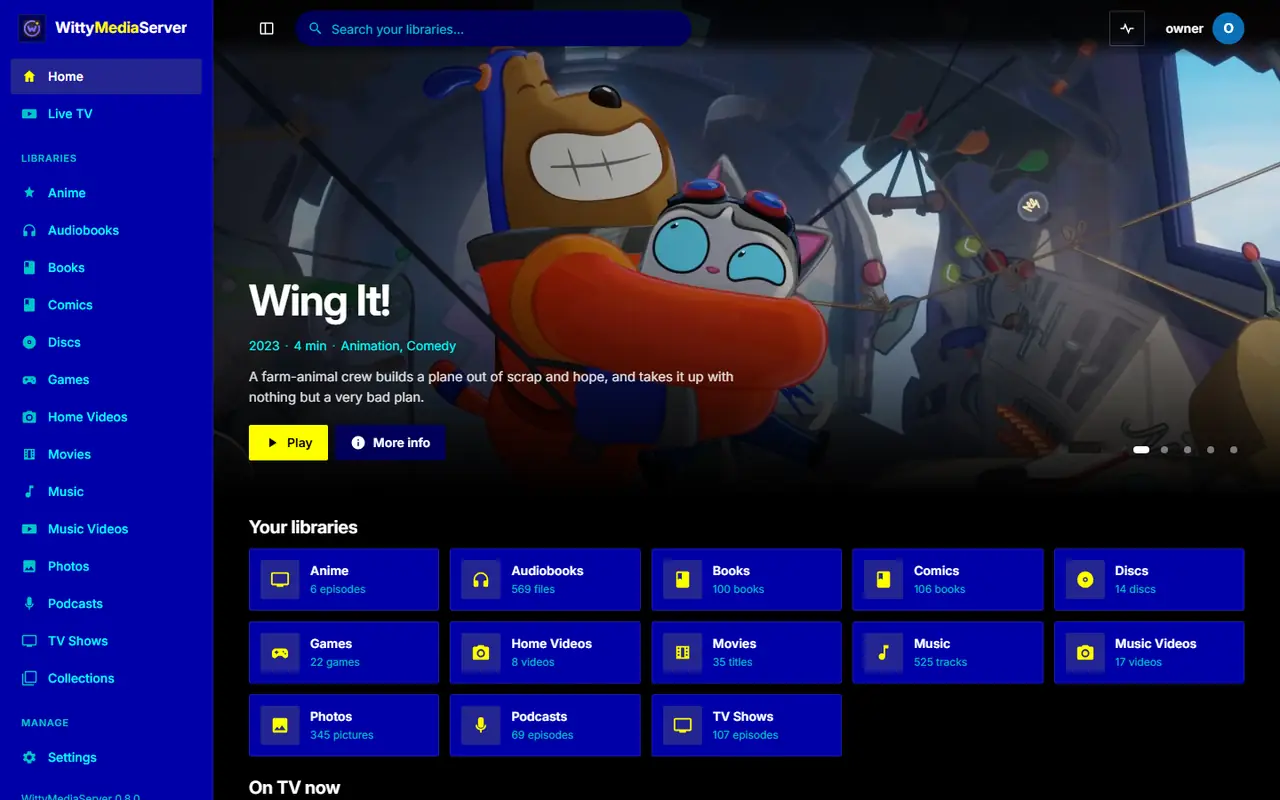 WittyMediaServer
Search your libraries...
owner
O
Home
Live TV
LIBRARIES
Anime
Audiobooks
Books
Comics
Discs
Games
Home Videos
Movies
Music
Music Videos
Photos
Podcasts
TV Shows
Collections
MANAGE
Settings
WittyMediaServer 0.8.0
Wing It!
2023 · 4 min · Animation, Comedy
A farm-animal crew builds a plane out of scrap and hope, and takes it up with
nothing but a very bad plan.
Play
More info
Your libraries
Anime
6 episodes
Audiobooks
569 files
Books
100 books
Comics
106 books
Discs
14 discs
Games
22 games
Home Videos
8 videos
Movies
35 titles
Music
525 tracks
Music Videos
17 videos
Photos
345 pictures
Podcasts
69 episodes
TV Shows
107 episodes
On TV now